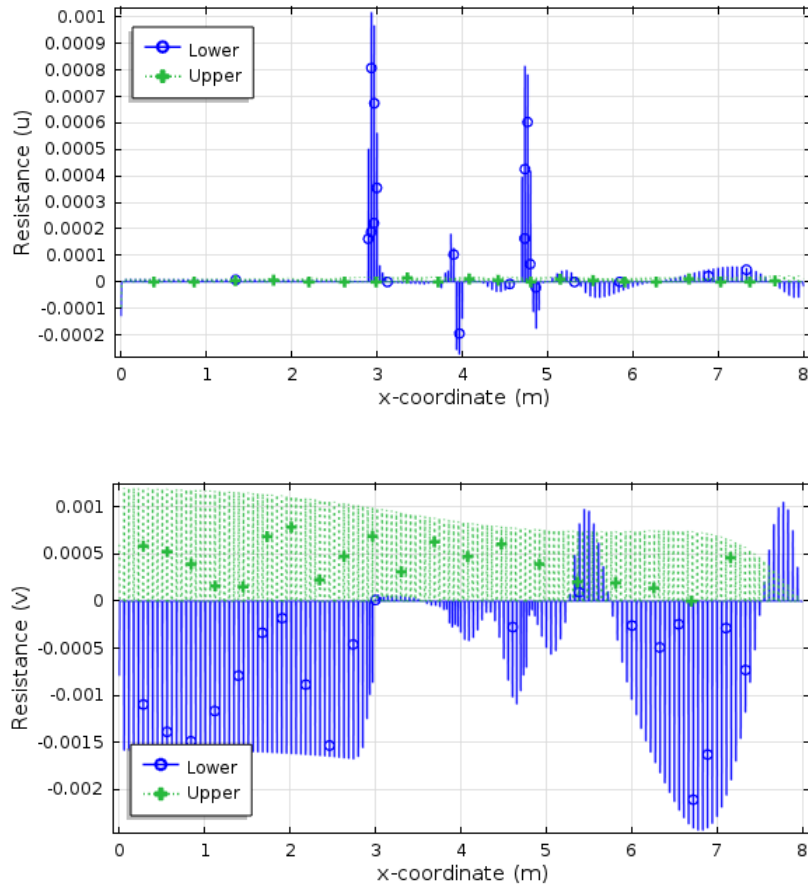 Resistance (u)
0.001
0.0009
0.0008
0.0007
0.0006
0.0005
0.0004
0.0003
0.0002
0.0001
0
-0.0001
-0.0002
Lower
Upper
0 1 2 3 4 5 6 7 8
x-coordinate (m)
Resistance (v)
0.001
0.0005
0
-0.0005
-0.001
-0.0015
-0.002
Lower
Upper
0 1 2 3 4 5 6 7 8
x-coordinate (m)